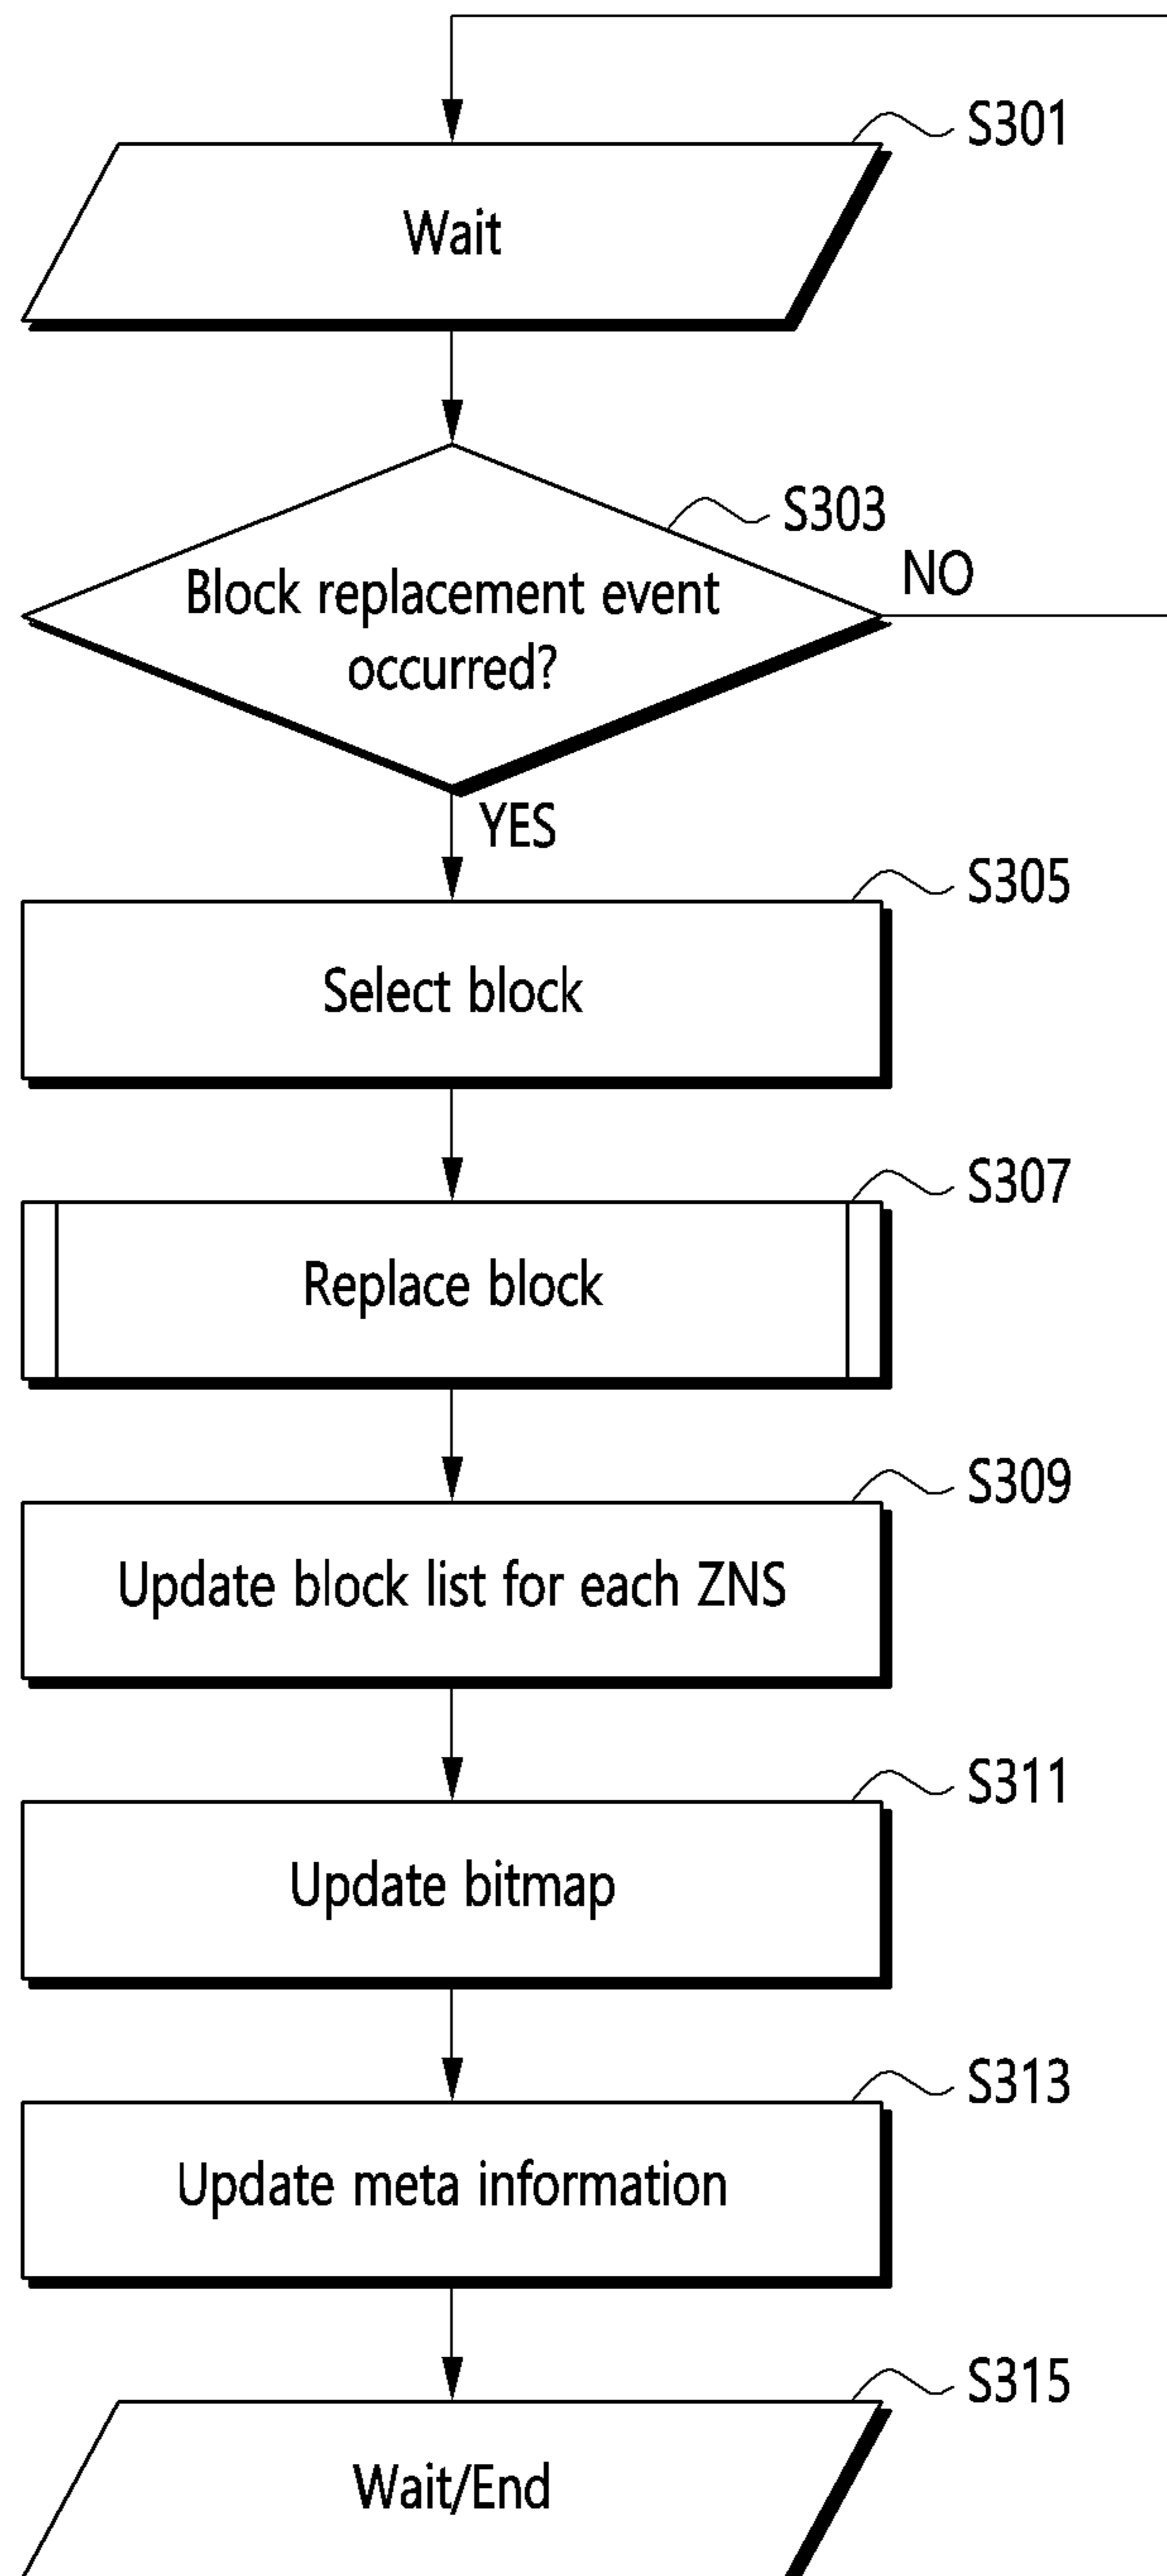 S301
Wait
S303
NO
Block replacement event
occurred?
YES
S305
Select block
S307
Replace block
S309
Update block list for each ZNS
S311
Update bitmap
S313
Update meta information
S315
Wait/End